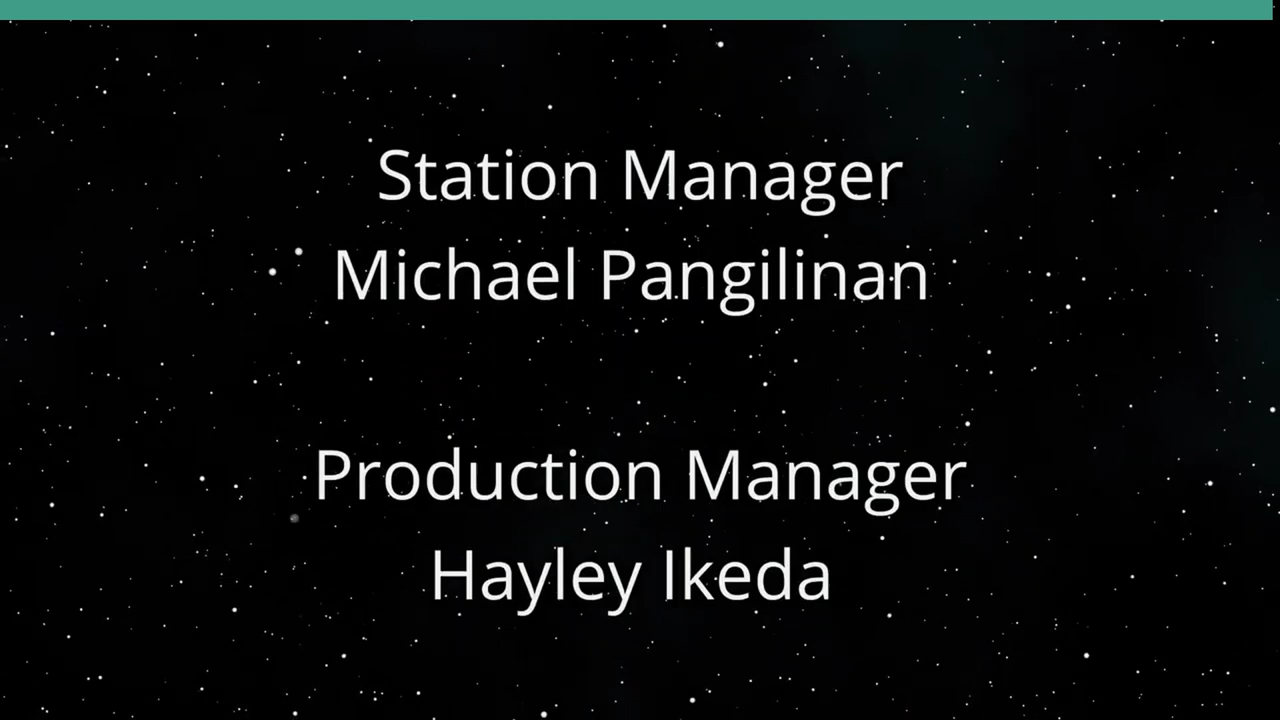 Station Manager
Michael Pangilinan
Production Manager
Hayley Ikeda